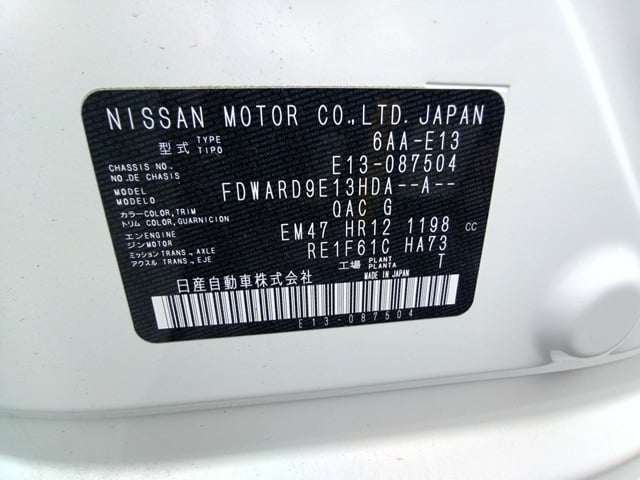 NISSAN MOTOR CO.,LTD. JAPAN
型式 TYPE TIPO 6AA-E13
CHASSIS NO. NO.DE CHASIS E13-087504
MODEL MODELO FDWARD9E13HDA--A--
カラー COLOR, TRIM トリム COLOR, GUARNICION QAC G
エンジン ENGINE MOTOR EM47 HR12 1198 CC
ミッション TRANS., AXLE アクスル TRANS., EJE RE1F61C HA73
工場 PLANT PLANTA T
日産自動車株式会社 MADE IN JAPAN
E13-087504